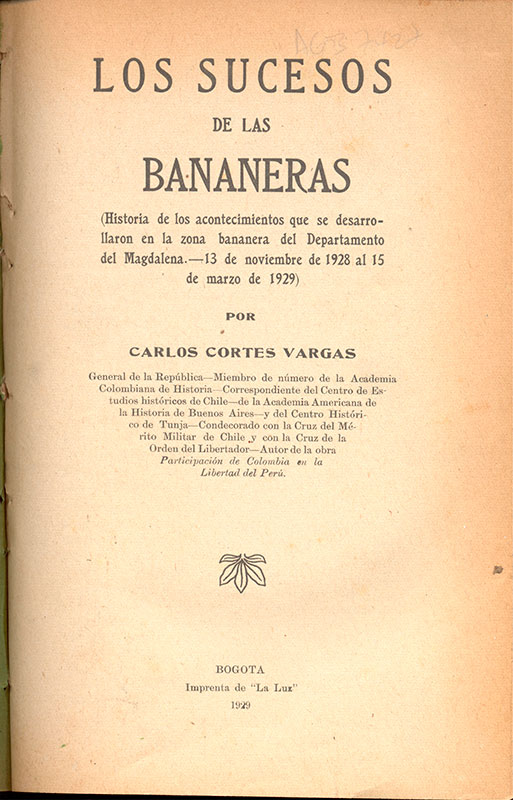 LOS SUCESOS
DE LAS
BANANERAS
(Historia de los acontecimientos que se desarro-
llaron en la zona bananera del Departamento
del Magdalena.—13 de noviembre de 1928 al 15
de marzo de 1929)
POR
CARLOS CORTES VARGAS
General de la República—Miembro de número de la Academia
Colombiana de Historia—Correspondiente del Centro de Es-
tudios históricos de Chile—de la Academia Americana de
la Historia de Buenos Aires—y del Centro Históri-
co de Tunja—Condecorado con la Cruz del Mé-
rito Militar de Chile y con la Cruz de la
Orden del Libertador—Autor de la obra
Participación de Colombia en la
Libertad del Perú.
BOGOTA
Imprenta de "La Luz"
1929